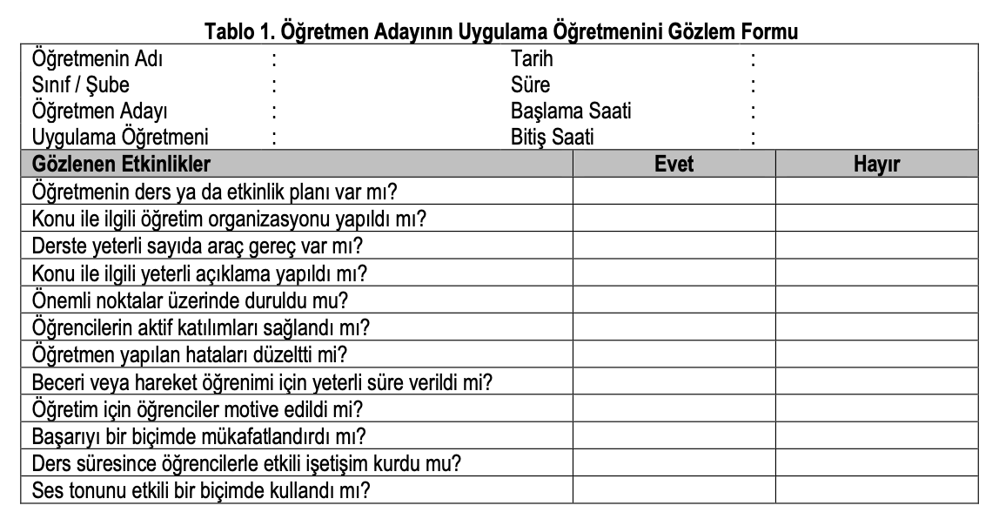 Tablo 1. Öğretmen Adayının Uygulama Öğretmenini Gözlem Formu
Öğretmenin Adı : Tarih :
Sınıf / Şube : Süre :
Öğretmen Adayı : Başlama Saati :
Uygulama Öğretmeni : Bitiş Saati :
Gözlenen Etkinlikler Evet Hayır
Öğretmenin ders ya da etkinlik planı var mı?
Konu ile ilgili öğretim organizasyonu yapıldı mı?
Derste yeterli sayıda araç gereç var mı?
Konu ile ilgili yeterli açıklama yapıldı mı?
Önemli noktalar üzerinde duruldu mu?
Öğrencilerin aktif katılımları sağlandı mı?
Öğretmen yapılan hataları düzeltti mi?
Beceri veya hareket öğrenimi için yeterli süre verildi mi?
Öğretim için öğrenciler motive edildi mi?
Başarıyı bir biçimde mükafatlandırdı mı?
Ders süresince öğrencilerle etkili işetişim kurdu mu?
Ses tonunu etkili bir biçimde kullandı mı?